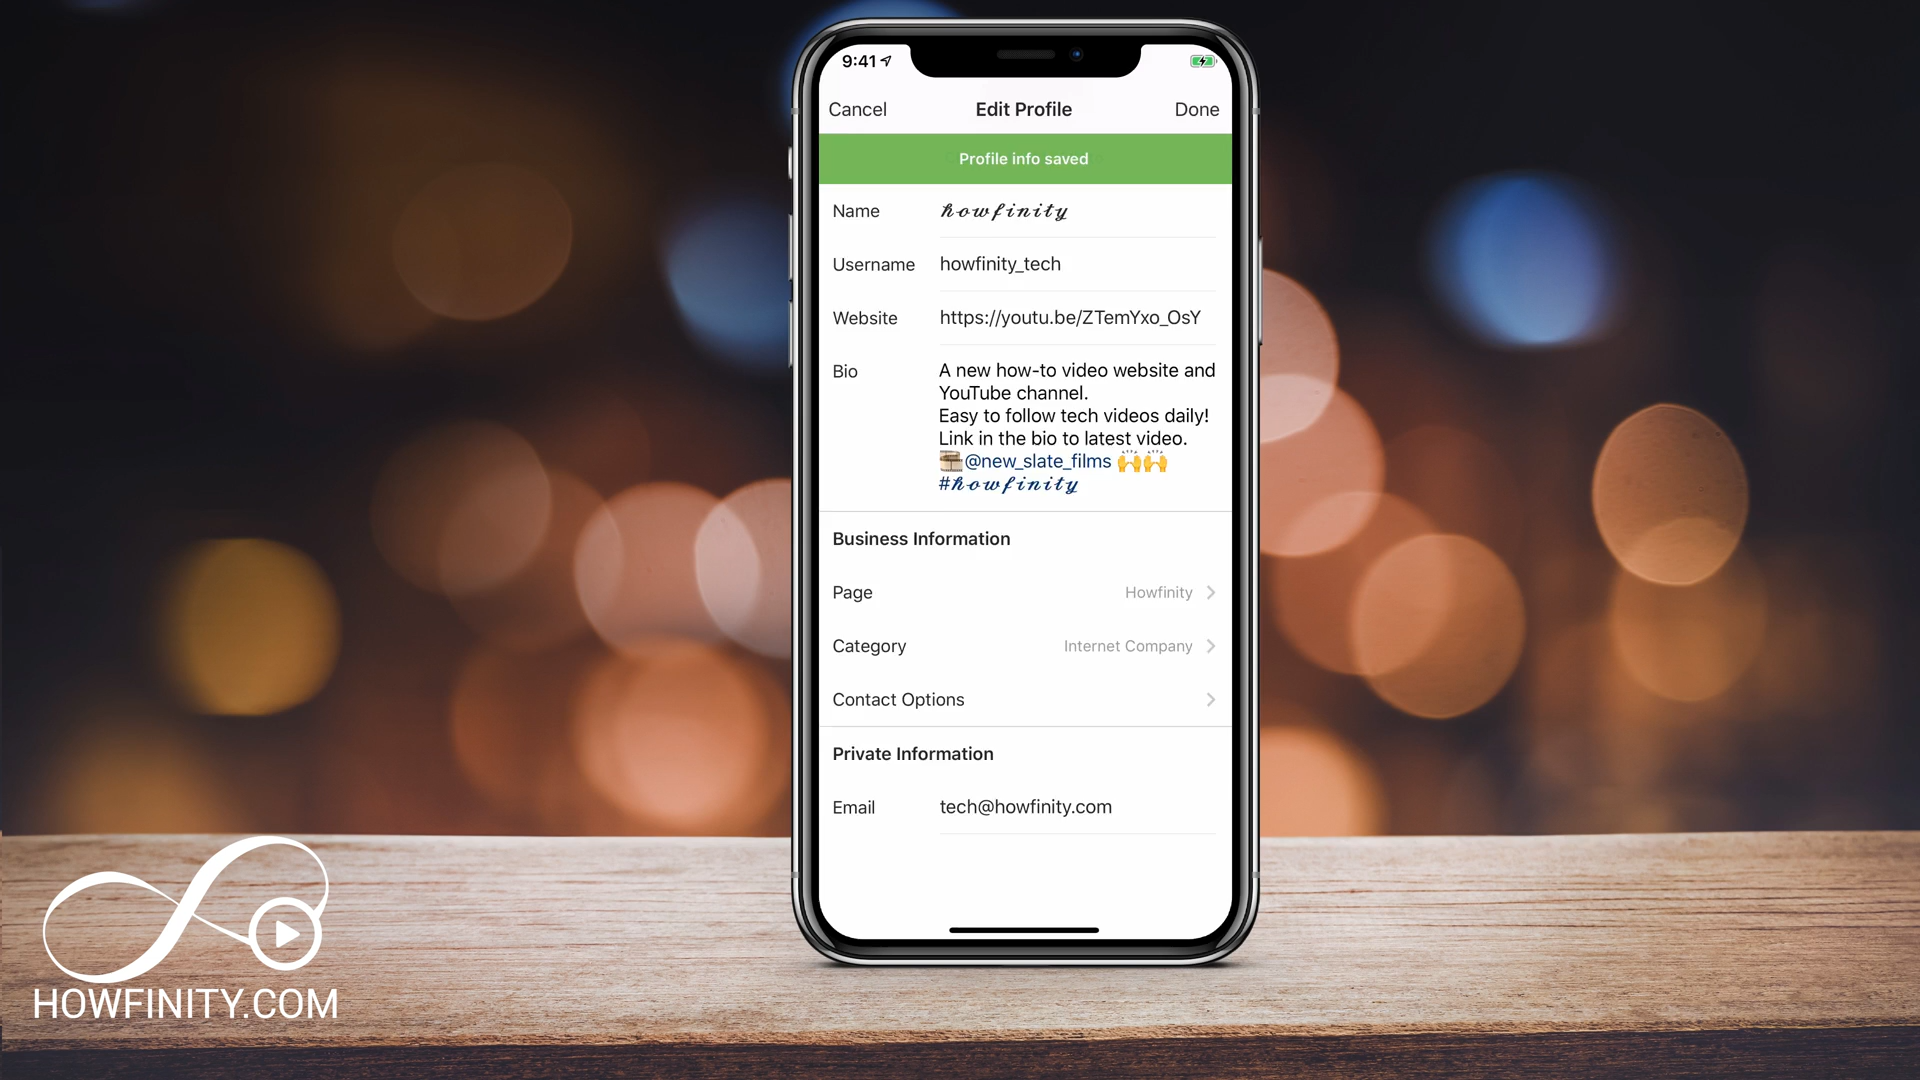 9:41
Cancel Edit Profile Done
Profile info saved
Name 𝓱𝓸𝔀𝓯𝓲𝓷𝓲𝓽𝔂
Username howfinity_tech
Website https://youtu.be/ZTemYxo_OsY
Bio A new how-to video website and
YouTube channel.
Easy to follow tech videos daily!
Link in the bio to latest video.
@new_slate_films 🙌🙌
#𝓱𝓸𝔀𝓯𝓲𝓷𝓲𝓽𝔂
Business Information
Page Howfinity
Category Internet Company
Contact Options
Private Information
Email tech@howfinity.com
HOWFINITY.COM